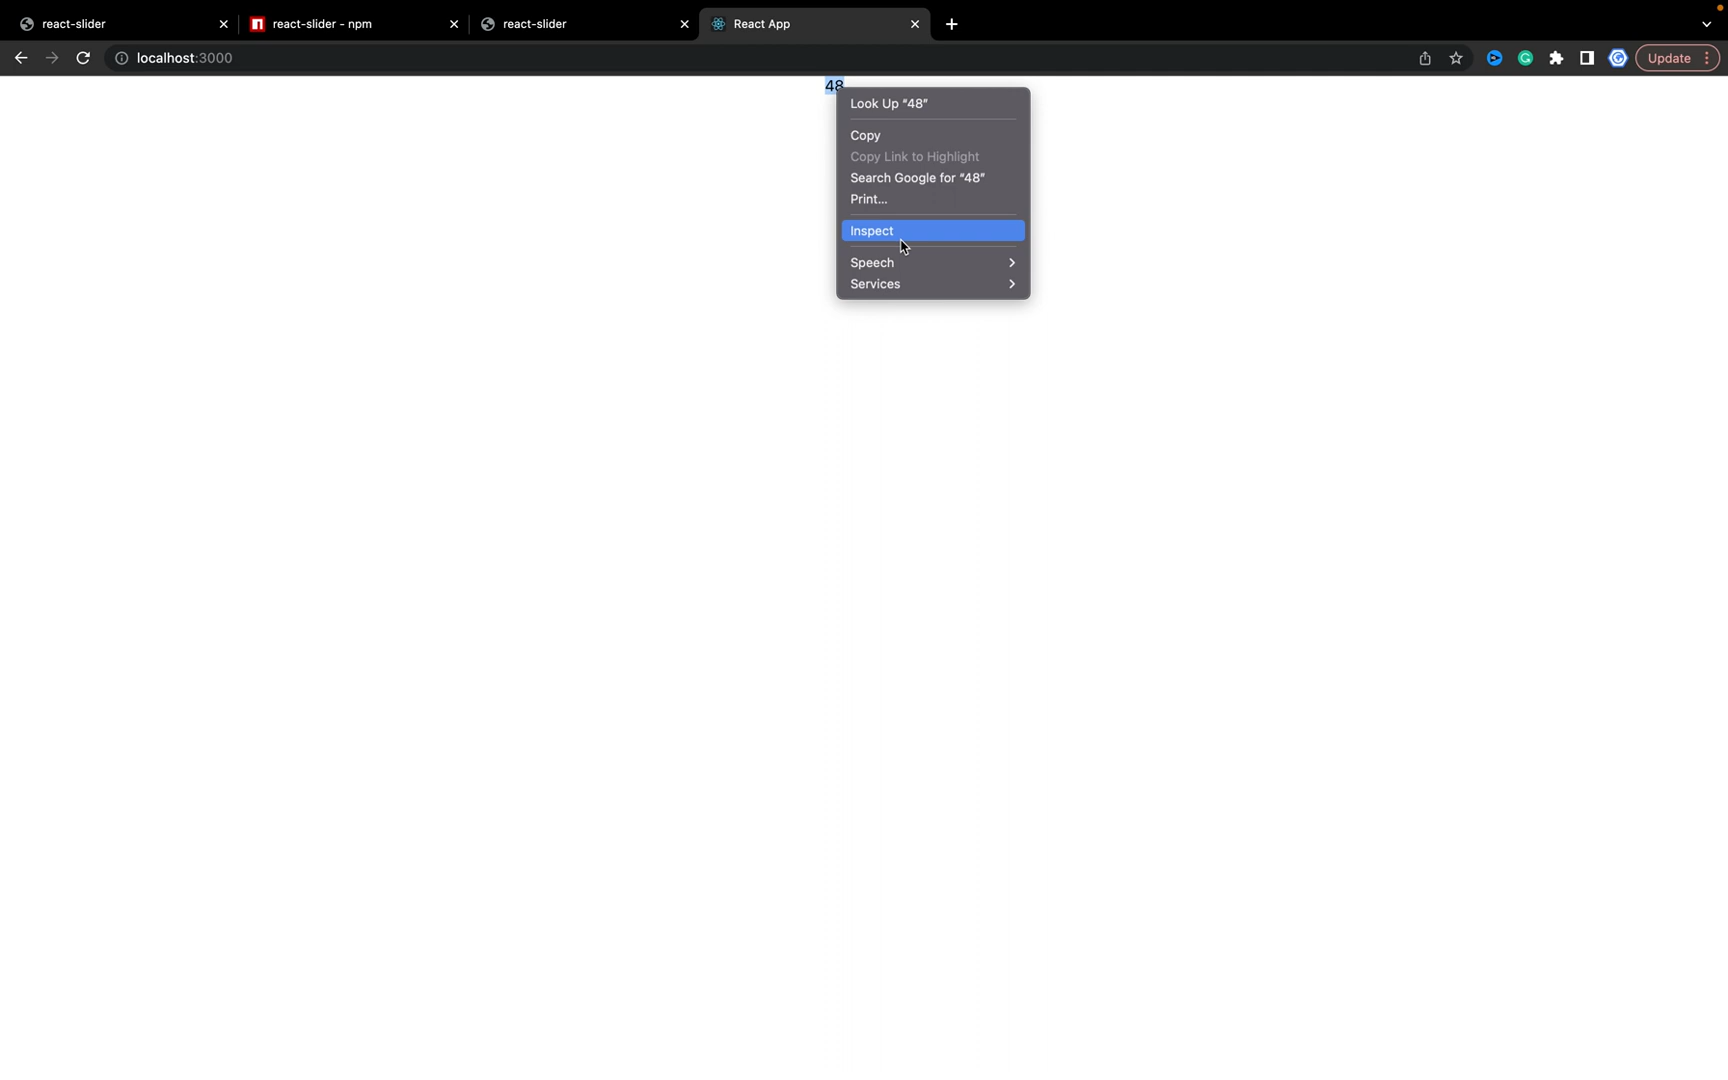 react-slider
react-slider - npm
react-slider
React App
localhost:3000
Update
48
Look Up “48”
Copy
Copy Link to Highlight
Search Google for “48”
Print...
Inspect
Speech
Services